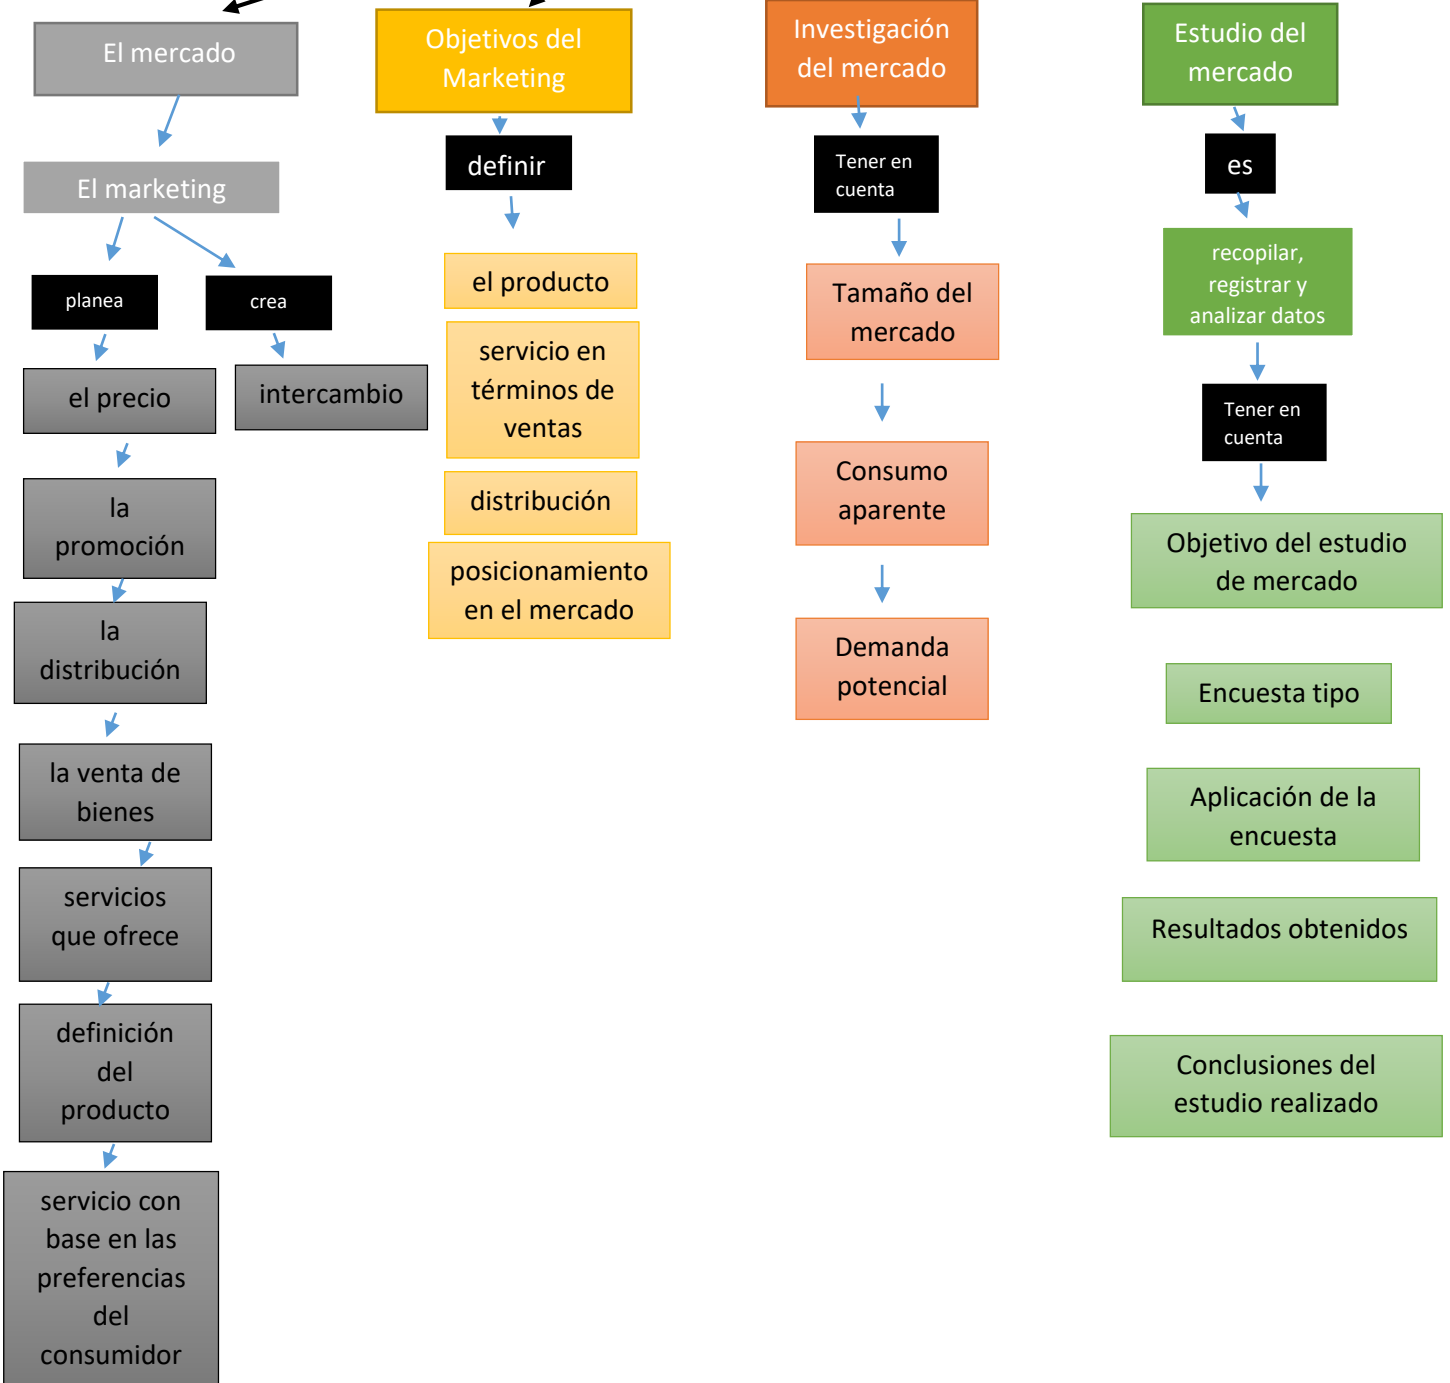 El mercado
El marketing
planea
crea
el precio
intercambio
la
promoción
la
distribución
la venta de
bienes
servicios
que ofrece
definición
del
producto
servicio con
base en las
preferencias
del
consumidor
Objetivos del
Marketing
definir
el producto
servicio en
términos de
ventas
distribución
posicionamiento
en el mercado
Investigación
del mercado
Tener en
cuenta
Tamaño del
mercado
Consumo
aparente
Demanda
potencial
Estudio del
mercado
es
recopilar,
registrar y
analizar datos
Tener en
cuenta
Objetivo del estudio
de mercado
Encuesta tipo
Aplicación de la
encuesta
Resultados obtenidos
Conclusiones del
estudio realizado